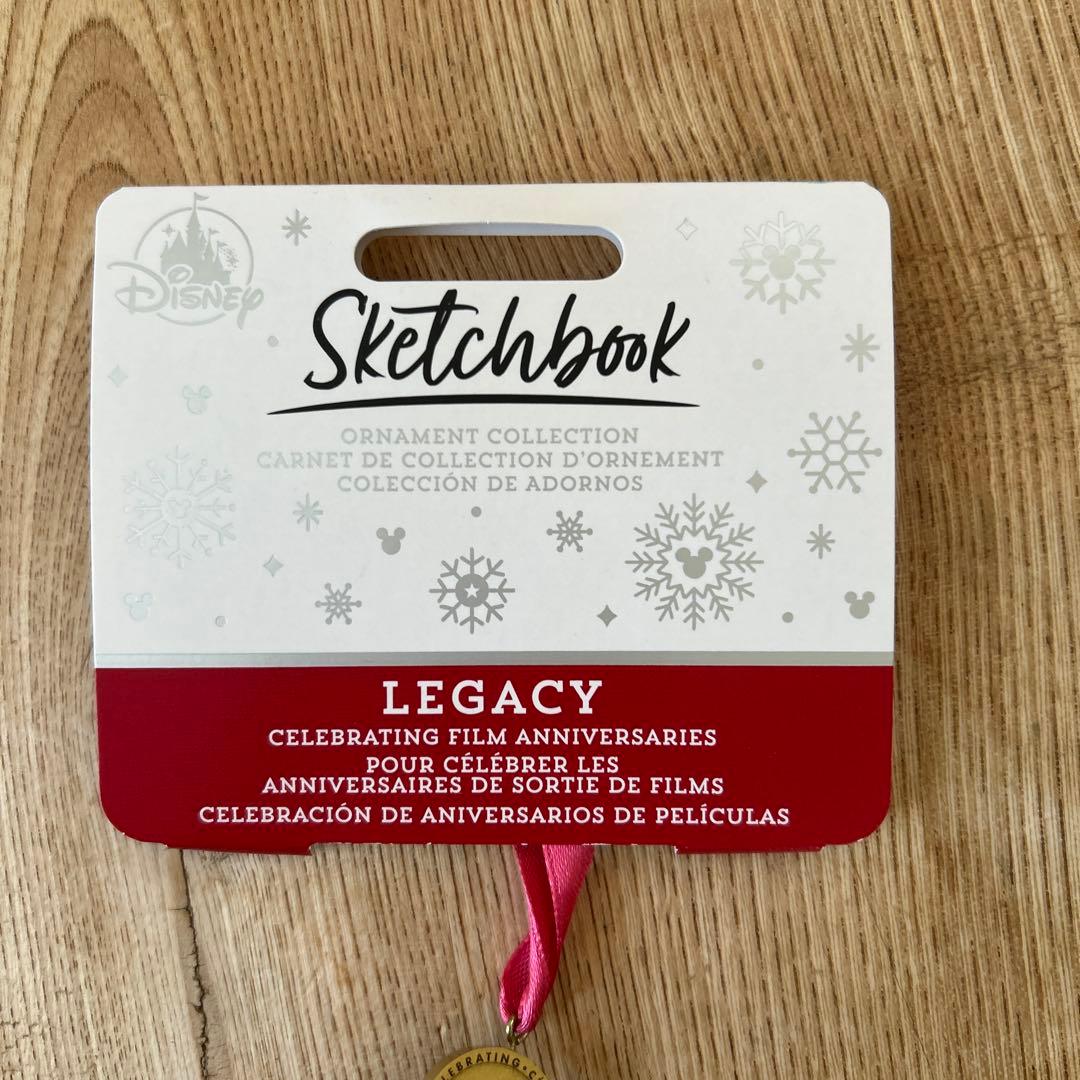 Disney
Sketchbook
ORNAMENT COLLECTION
CARNET DE COLLECTION D'ORNEMENT
COLECCIÓN DE ADORNOS
LEGACY
CELEBRATING FILM ANNIVERSARIES
POUR CÉLÉBRER LES
ANNIVERSAIRES DE SORTIE DE FILMS
CELEBRACIÓN DE ANIVERSARIOS DE PELÍCULAS